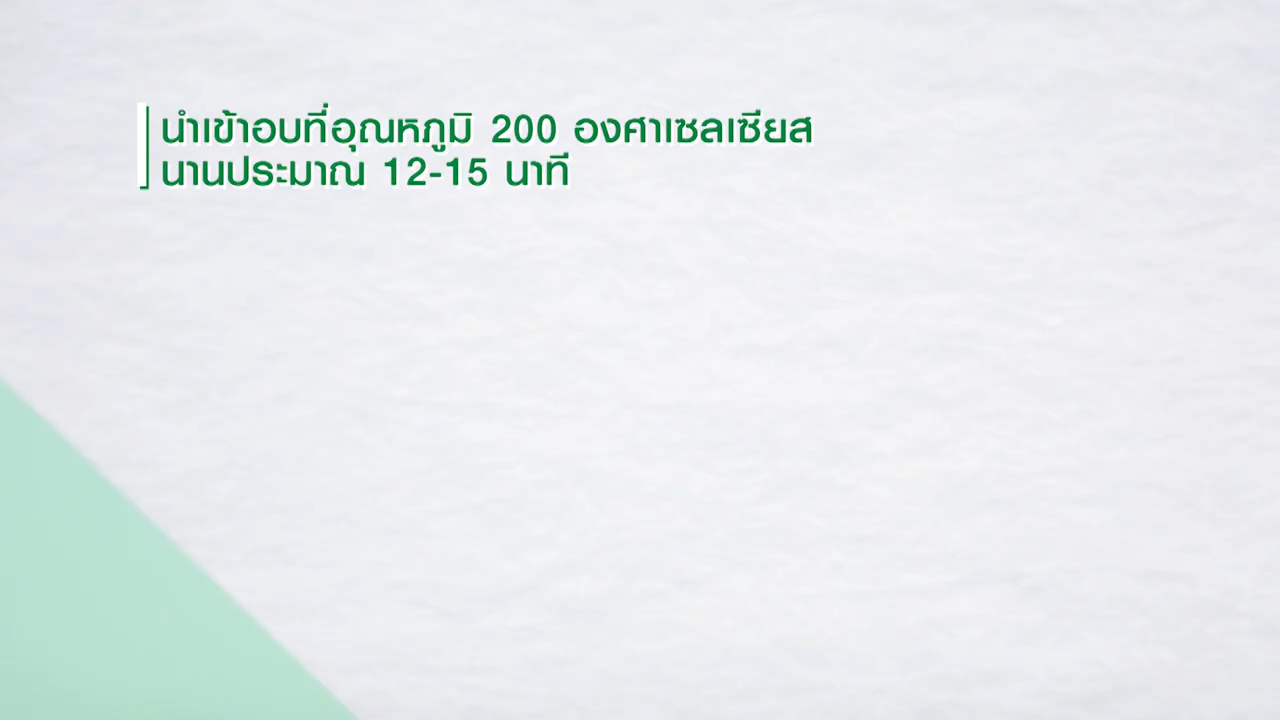 นำเข้าอบที่อุณหภูมิ 200 องศาเซลเซียส
นานประมาณ 12-15 นาที